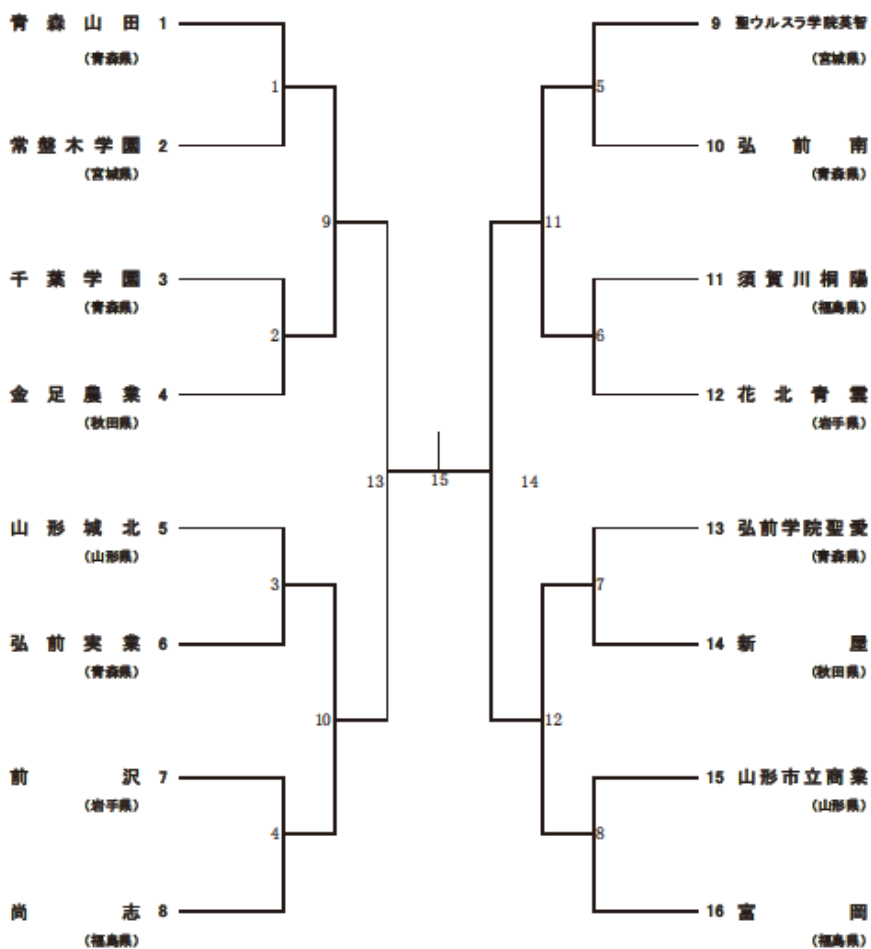 青森山田 1
(青森県)
1
常盤木学園 2
(宮城県)
9
千葉学園 3
(青森県)
2
金足農業 4
(秋田県)
13
山形城北 5
(山形県)
3
弘前実業 6
(青森県)
10
前沢 7
(岩手県)
4
尚志 8
(福島県)
15
9 聖ウルスラ学院英智
(宮城県)
5
10 弘前南
(青森県)
11
11 須賀川桐陽
(福島県)
6
12 花北青雲
(岩手県)
14
13 弘前学院聖愛
(青森県)
7
14 新屋
(秋田県)
12
15 山形市立商業
(山形県)
8
16 富岡
(福島県)